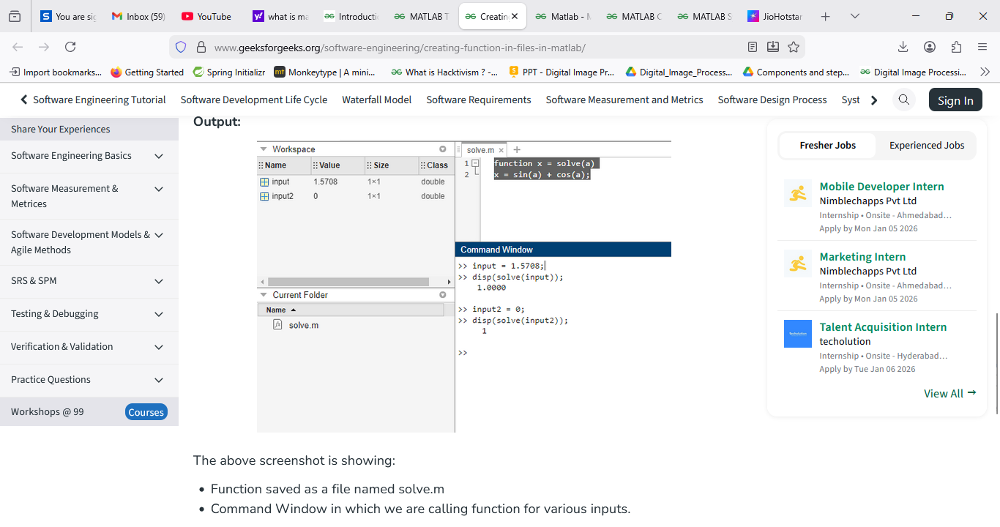 You are sig
Inbox (59)
YouTube
what is ma
Introductio
MATLAB T
Creatin
Matlab - M
MATLAB C
MATLAB S
JioHotstar
www.geeksforgeeks.org/software-engineering/creating-function-in-files-in-matlab/
Import bookmarks...
Getting Started
Spring Initializr
mt
Monkeytype | A mini...
What is Hacktivism ? -...
PPT - Digital Image Pr...
Digital_Image_Process...
Components and step...
Digital Image Processi...
Software Engineering Tutorial
Software Development Life Cycle
Waterfall Model
Software Requirements
Software Measurement and Metrics
Software Design Process
Syst
Sign In
Share Your Experiences
Software Engineering Basics
Software Measurement &
Metrices
Software Development Models &
Agile Methods
SRS & SPM
Testing & Debugging
Verification & Validation
Practice Questions
Workshops @ 99
Courses
Output:
Workspace
Name Value Size Class
input 1.5708 1×1 double
input2 0 1×1 double
Current Folder
Name
solve.m
solve.m
1 function x = solve(a)
2 x = sin(a) + cos(a);
Command Window
>> input = 1.5708;
>> disp(solve(input));
1.0000
>> input2 = 0;
>> disp(solve(input2));
1
>>
The above screenshot is showing:
• Function saved as a file named solve.m
• Command Window in which we are calling function for various inputs.
Fresher Jobs
Experienced Jobs
Mobile Developer Intern
Nimblechapps Pvt Ltd
Internship • Onsite - Ahmedabad...
Apply by Mon Jan 05 2026
Marketing Intern
Nimblechapps Pvt Ltd
Internship • Onsite - Ahmedabad...
Apply by Mon Jan 05 2026
Techolution
Talent Acquisition Intern
techolution
Internship • Onsite - Hyderabad...
Apply by Tue Jan 06 2026
View All